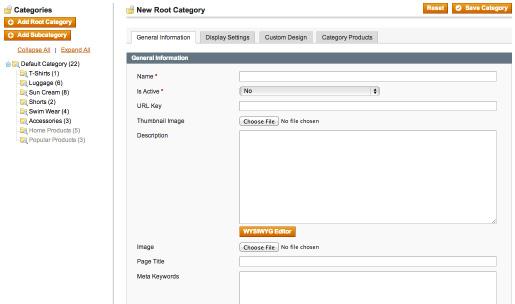 Categories
Add Root Category
Add Subcategory
Collapse All | Expand All
Default Category (22)
T-Shirts (1)
Luggage (6)
Sun Cream (8)
Shorts (2)
Swim Wear (4)
Accessories (3)
Home Products (5)
Popular Products (3)
New Root Category
Reset
Save Category
General Information
Display Settings
Custom Design
Category Products
General Information
Name *
Is Active *
No
URL Key
Thumbnail Image
Choose File No file chosen
Description
WYSIWYG Editor
Image
Choose File No file chosen
Page Title
Meta Keywords